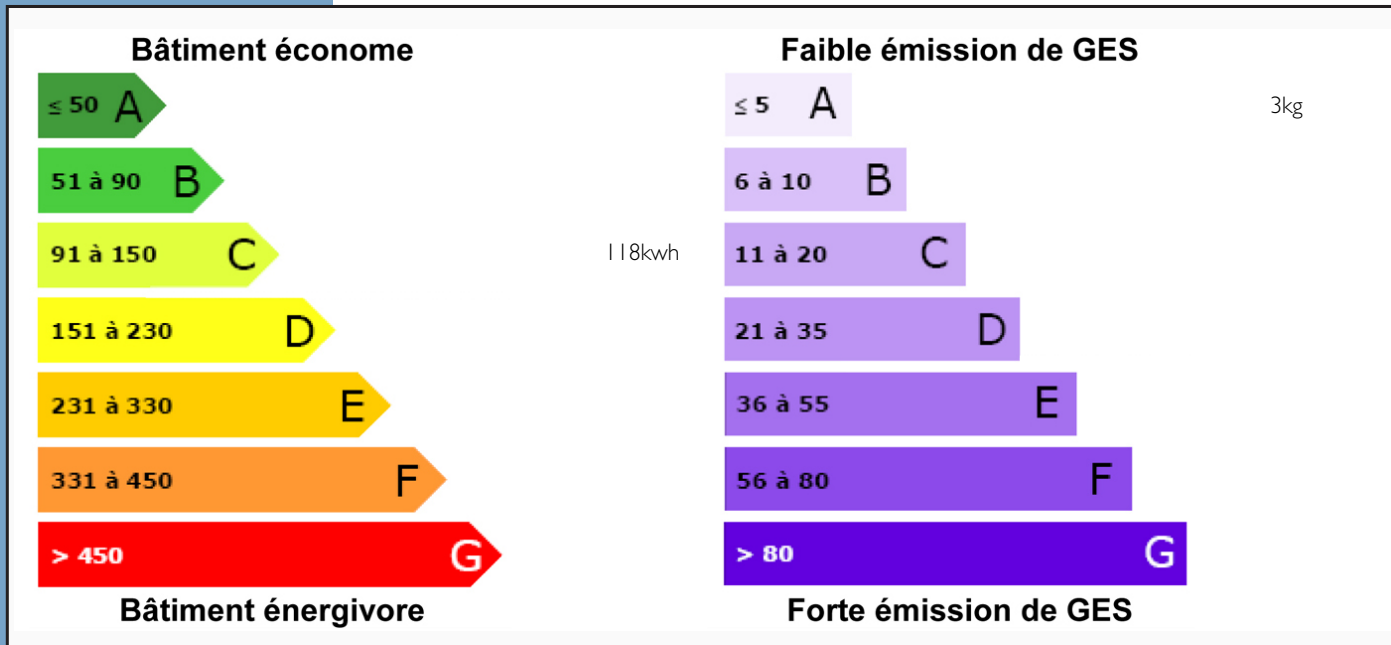 Bâtiment économe
≤ 50 A
51 à 90 B
91 à 150 C
118kwh
151 à 230 D
231 à 330 E
331 à 450 F
> 450 G
Bâtiment énergivore
Faible émission de GES
≤ 5 A
3kg
6 à 10 B
11 à 20 C
21 à 35 D
36 à 55 E
56 à 80 F
> 80 G
Forte émission de GES